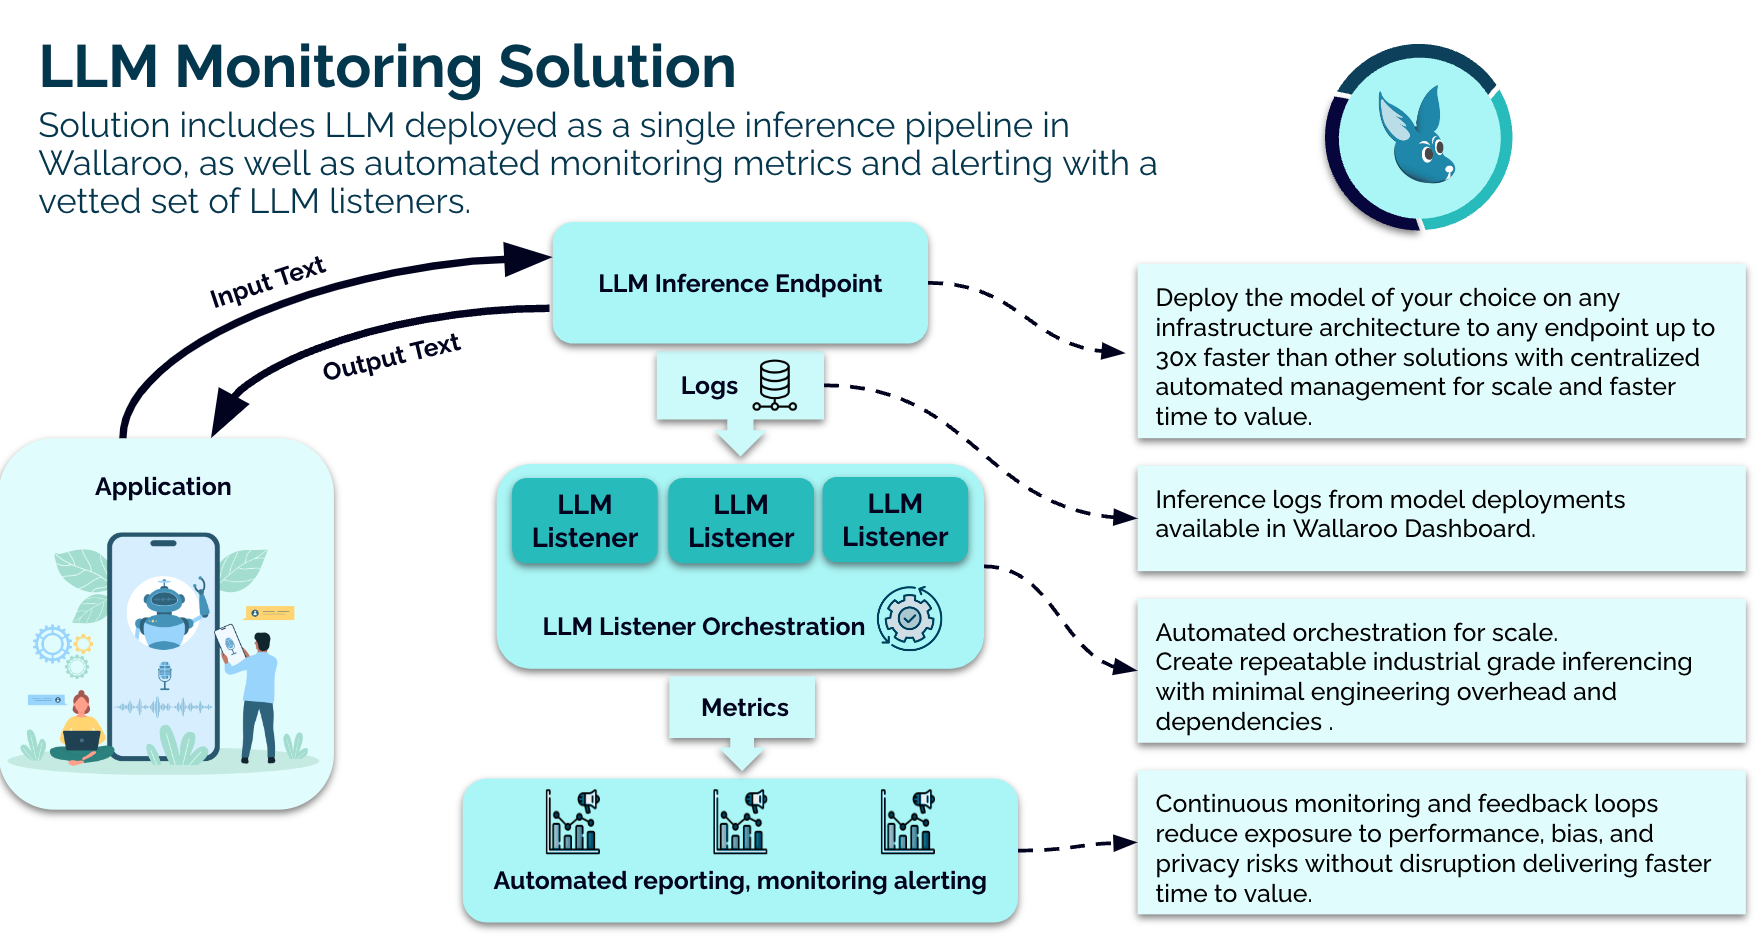 LLM Monitoring Solution
Solution includes LLM deployed as a single inference pipeline in
Wallaroo, as well as automated monitoring metrics and alerting with a
vetted set of LLM listeners.
Input Text
Output Text
Application
LLM Inference Endpoint
Logs
LLM
Listener
LLM
Listener
LLM
Listener
LLM Listener Orchestration
Metrics
Automated reporting, monitoring alerting
Deploy the model of your choice on any
infrastructure architecture to any endpoint up to
30x faster than other solutions with centralized
automated management for scale and faster
time to value.
Inference logs from model deployments
available in Wallaroo Dashboard.
Automated orchestration for scale.
Create repeatable industrial grade inferencing
with minimal engineering overhead and
dependencies .
Continuous monitoring and feedback loops
reduce exposure to performance, bias, and
privacy risks without disruption delivering faster
time to value.